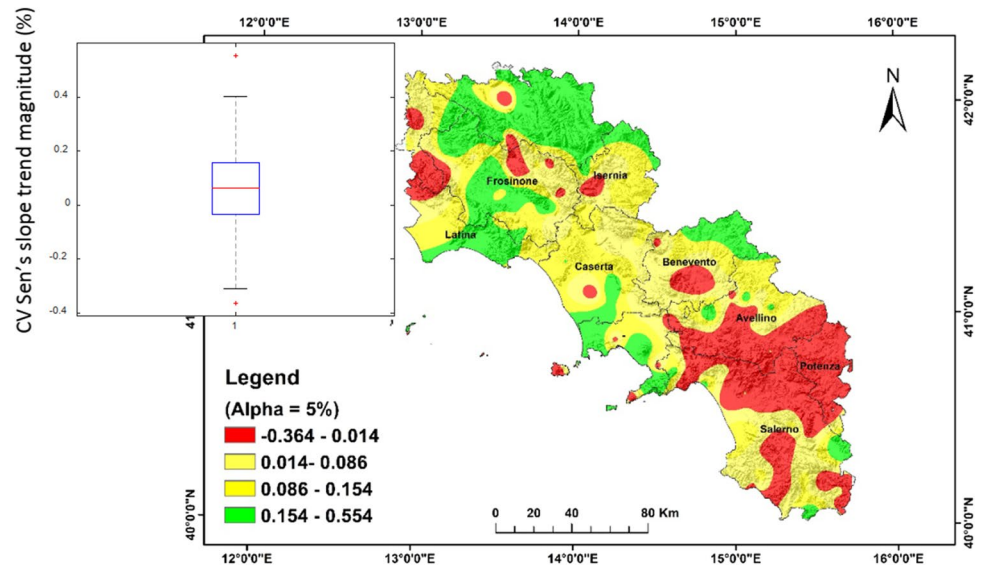 CV Sen's slope trend magnitude (%)
12°0'0"E 13°0'0"E 14°0'0"E 15°0'0"E 16°0'0"E
0.4
0.2
0
-0.2
-0.4
1
N
42°0'0"N
41°0'0"N
40°0'0"N
41
40°0'0"N
Frosinone
Isernia
Latina
Caserta
Benevento
Avellino
Potenza
Salerno
Legend
(Alpha = 5%)
-0.364 - 0.014
0.014- 0.086
0.086 - 0.154
0.154 - 0.554
0 20 40 80 Km
12°0'0"E 13°0'0"E 14°0'0"E 15°0'0"E 16°0'0"E